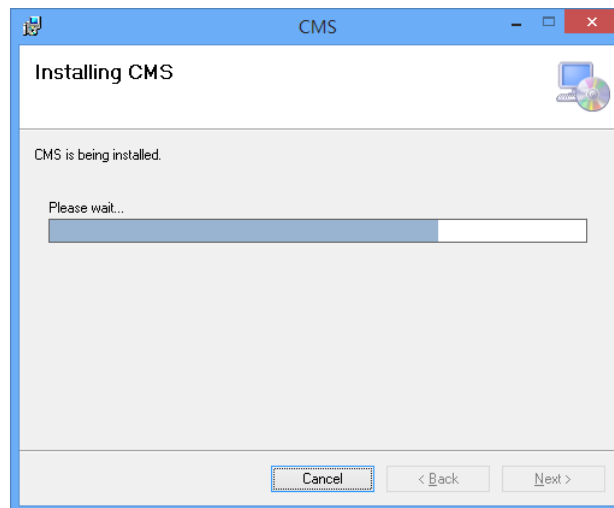 CMS
Installing CMS
CMS is being installed.
Please wait...
Cancel
< Back
Next >